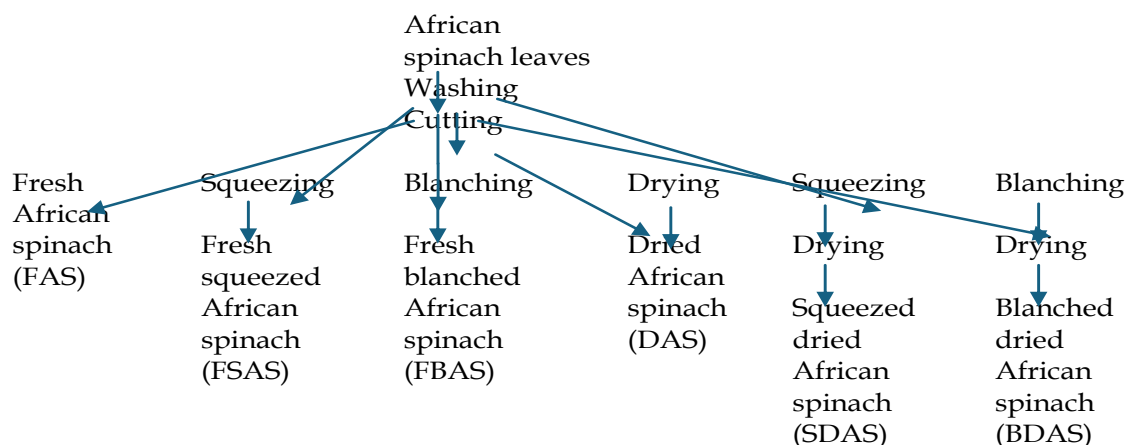 African
spinach leaves
Washing
Cutting
Fresh
African
spinach
(FAS)
Squeezing
Fresh
squeezed
African
spinach
(FSAS)
Blanching
Fresh
blanched
African
spinach
(FBAS)
Drying
Dried
African
spinach
(DAS)
Squeezing
Drying
Squeezed
dried
African
spinach
(SDAS)
Blanching
Drying
Blanched
dried
African
spinach
(BDAS)